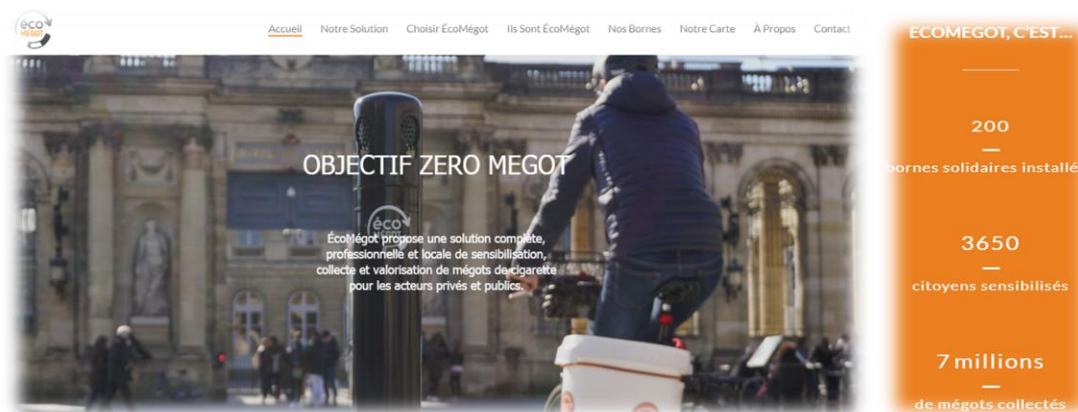 éco
MÉGOT
Accueil Notre Solution Choisir ÉcoMégot Ils Sont ÉcoMégot Nos Bornes Notre Carte À Propos Contact
OBJECTIF ZERO MEGOT
éco
MÉGOT
ÉcoMégot propose une solution complète,
professionnelle et locale de sensibilisation,
collecte et valorisation de mégots de cigarette
pour les acteurs privés et publics.
ECOMEGOT, C'EST...
200
bornes solidaires installé
3650
citoyens sensibilisés
7 millions
de mégots collectés